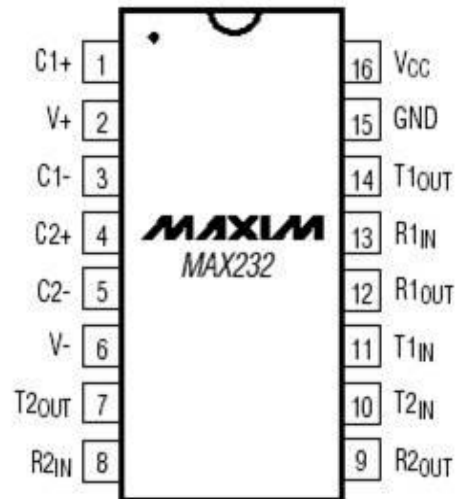 C1+ 1
V+ 2
C1- 3
C2+ 4
C2- 5
V- 6
T2OUT 7
R2IN 8
MAXIM
MAX232
16 VCC
15 GND
14 T1OUT
13 R1IN
12 R1OUT
11 T1IN
10 T2IN
9 R2OUT